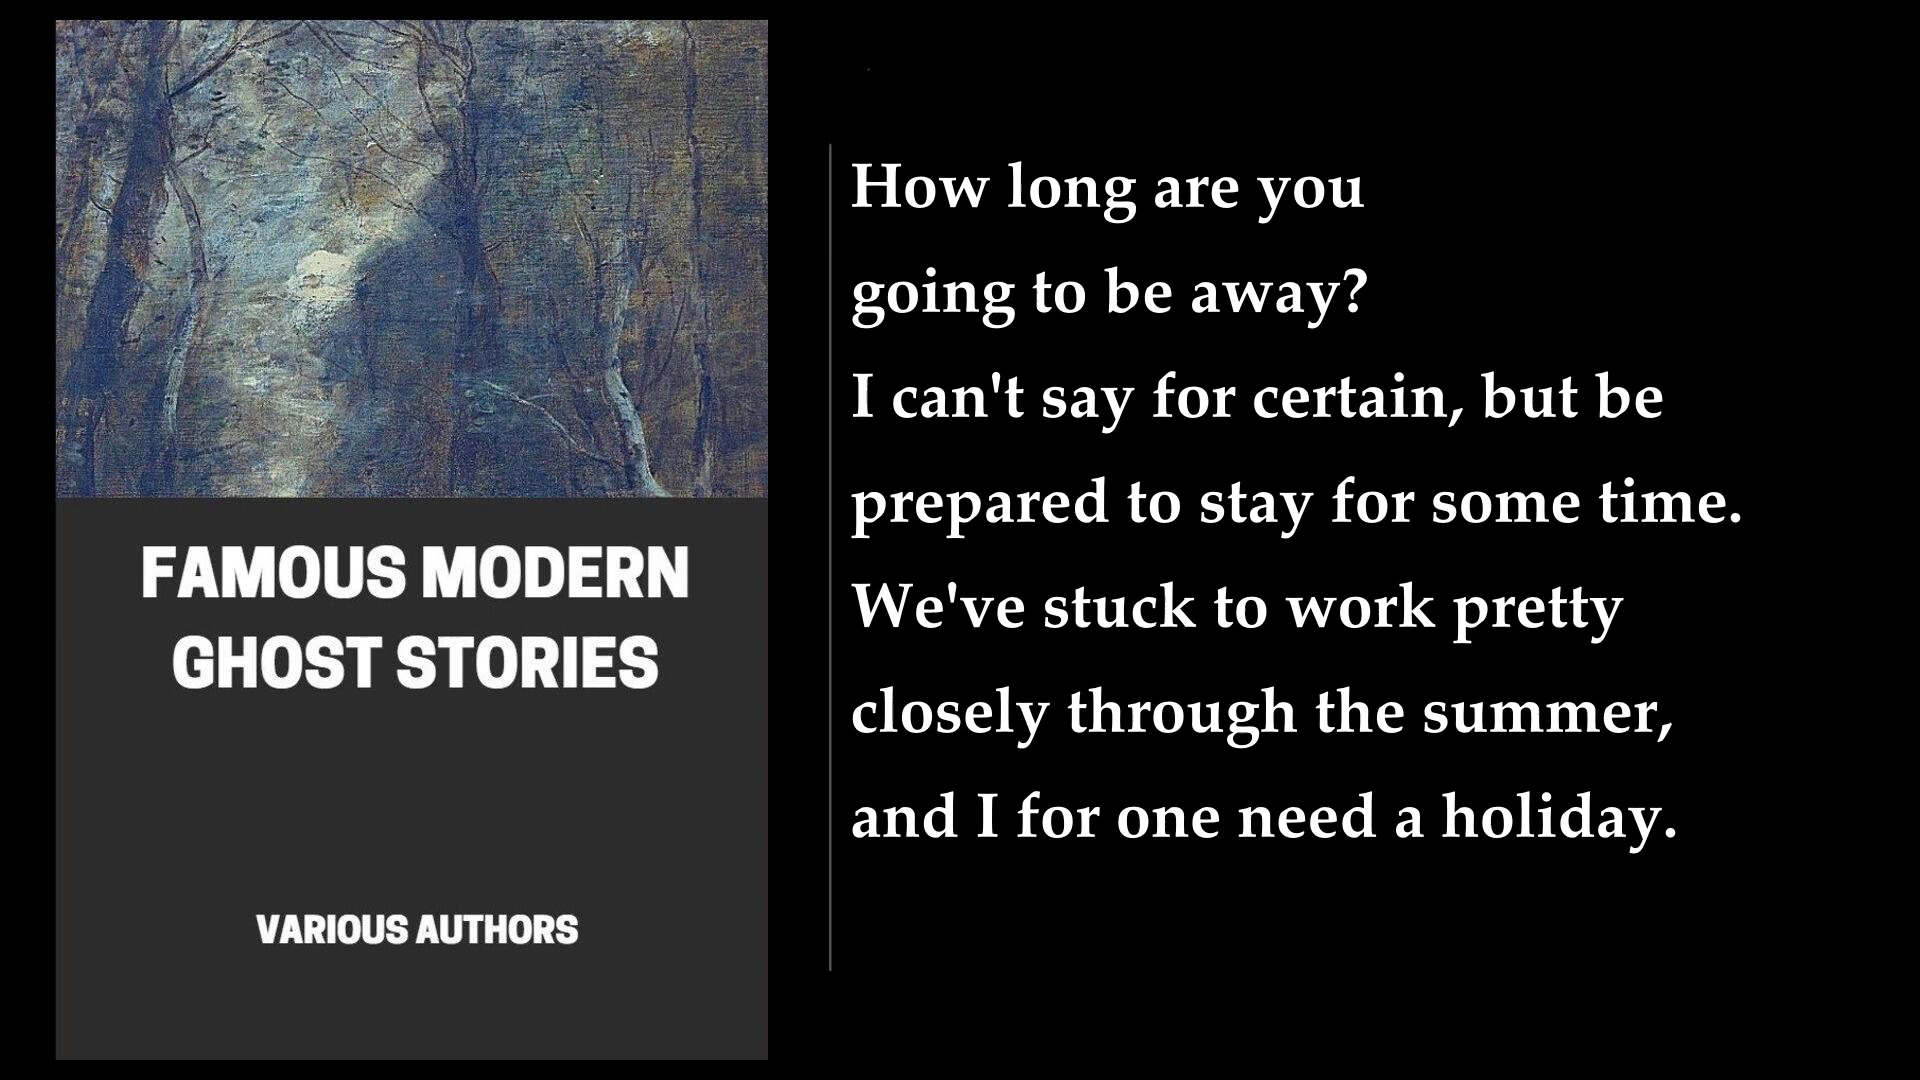 FAMOUS MODERN
GHOST STORIES
VARIOUS AUTHORS
How long are you
going to be away?
I can't say for certain, but be
prepared to stay for some time.
We've stuck to work pretty
closely through the summer,
and I for one need a holiday.